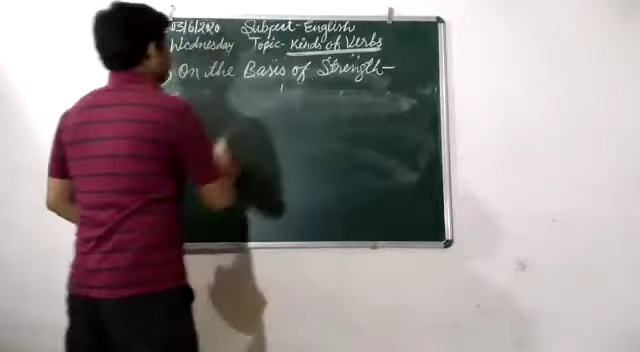 03/6/2020 Subject-English
Wednesday Topic- Kinds of Verbs
) On the Basis of Strength-